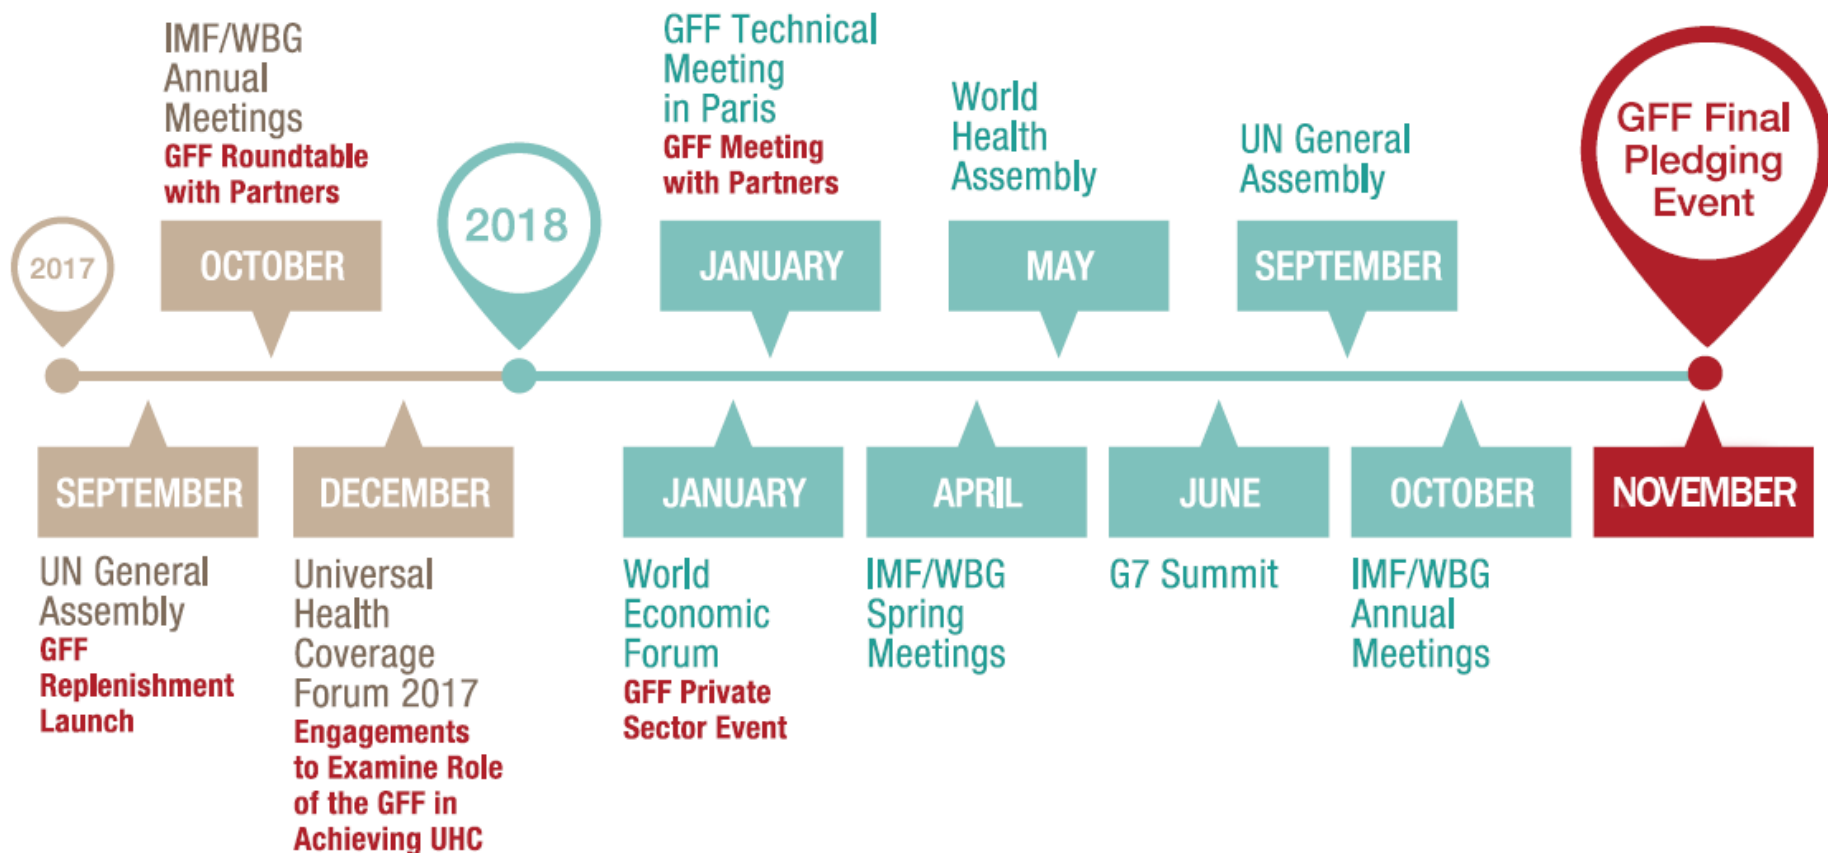 2017
IMF/WBG
Annual
Meetings
GFF Roundtable
with Partners
OCTOBER
2018
GFF Technical
Meeting
in Paris
GFF Meeting
with Partners
JANUARY
World
Health
Assembly
MAY
UN General
Assembly
SEPTEMBER
GFF Final
Pledging
Event
SEPTEMBER
UN General
Assembly
GFF
Replenishment
Launch
DECEMBER
Universal
Health
Coverage
Forum 2017
Engagements
to Examine Role
of the GFF in
Achieving UHC
JANUARY
World
Economic
Forum
GFF Private
Sector Event
APRIL
IMF/WBG
Spring
Meetings
JUNE
G7 Summit
OCTOBER
IMF/WBG
Annual
Meetings
NOVEMBER